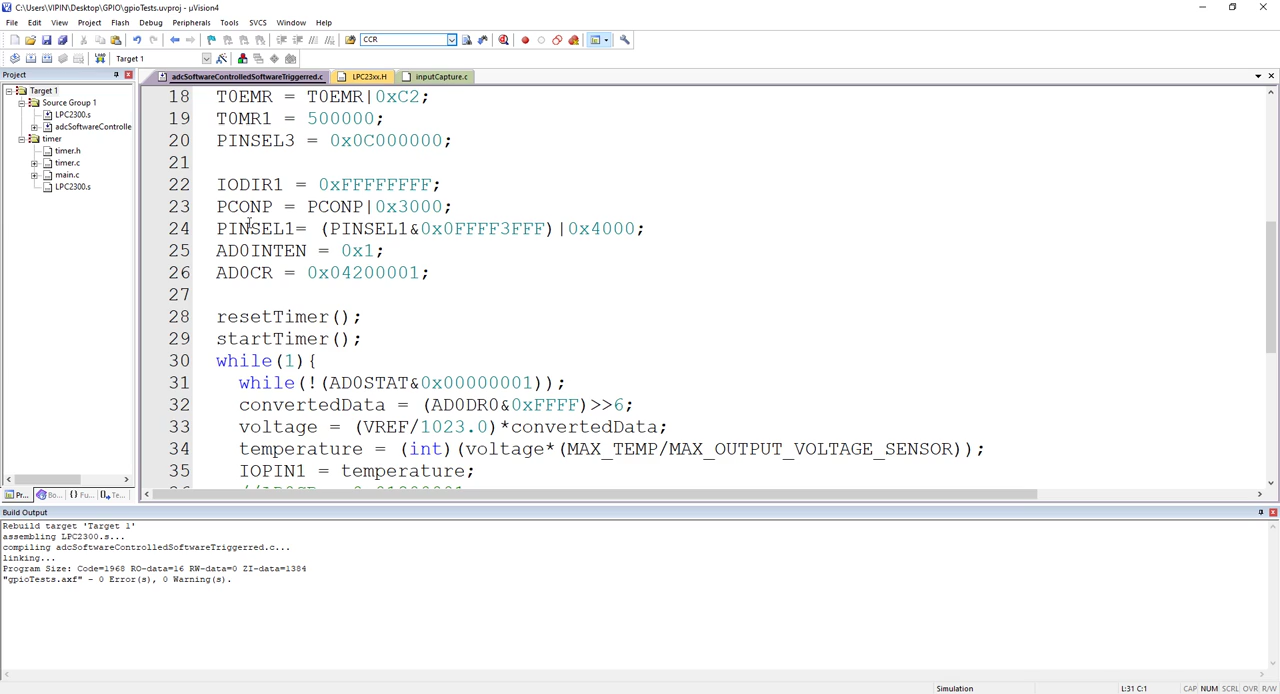 C:\Users\VIPIN\Desktop\GPIO\gpioTests.uvproj - µVision4
File Edit View Project Flash Debug Peripherals Tools SVCS Window Help
CCR
Target 1
Project
adcSoftwareControlledSoftwareTriggerred.c LPC23xx.H inputCapture.c
Target 1
Source Group 1
LPC2300.s
adcSoftwareControlle
timer
timer.h
timer.c
main.c
LPC2300.s
Pr... Bo... {} Fu... Te...
18 T0EMR = T0EMR|0xC2;
19 T0MR1 = 500000;
20 PINSEL3 = 0x0C000000;
21
22 IODIR1 = 0xFFFFFFFF;
23 PCONP = PCONP|0x3000;
24 PINSEL1= (PINSEL1&0x0FFFF3FFF)|0x4000;
25 AD0INTEN = 0x1;
26 AD0CR = 0x04200001;
27
28 resetTimer();
29 startTimer();
30 while(1){
31 while(!(AD0STAT&0x00000001));
32 convertedData = (AD0DR0&0xFFFF)>>6;
33 voltage = (VREF/1023.0)*convertedData;
34 temperature = (int)(voltage*(MAX_TEMP/MAX_OUTPUT_VOLTAGE_SENSOR));
35 IOPIN1 = temperature;
Build Output
Rebuild target 'Target 1'
assembling LPC2300.s...
compiling adcSoftwareControlledSoftwareTriggerred.c...
linking...
Program Size: Code=1968 RO-data=16 RW-data=0 ZI-data=1384
"gpioTests.axf" - 0 Error(s), 0 Warning(s).
Simulation L:31 C:1 CAP NUM SCRL OVR R/W